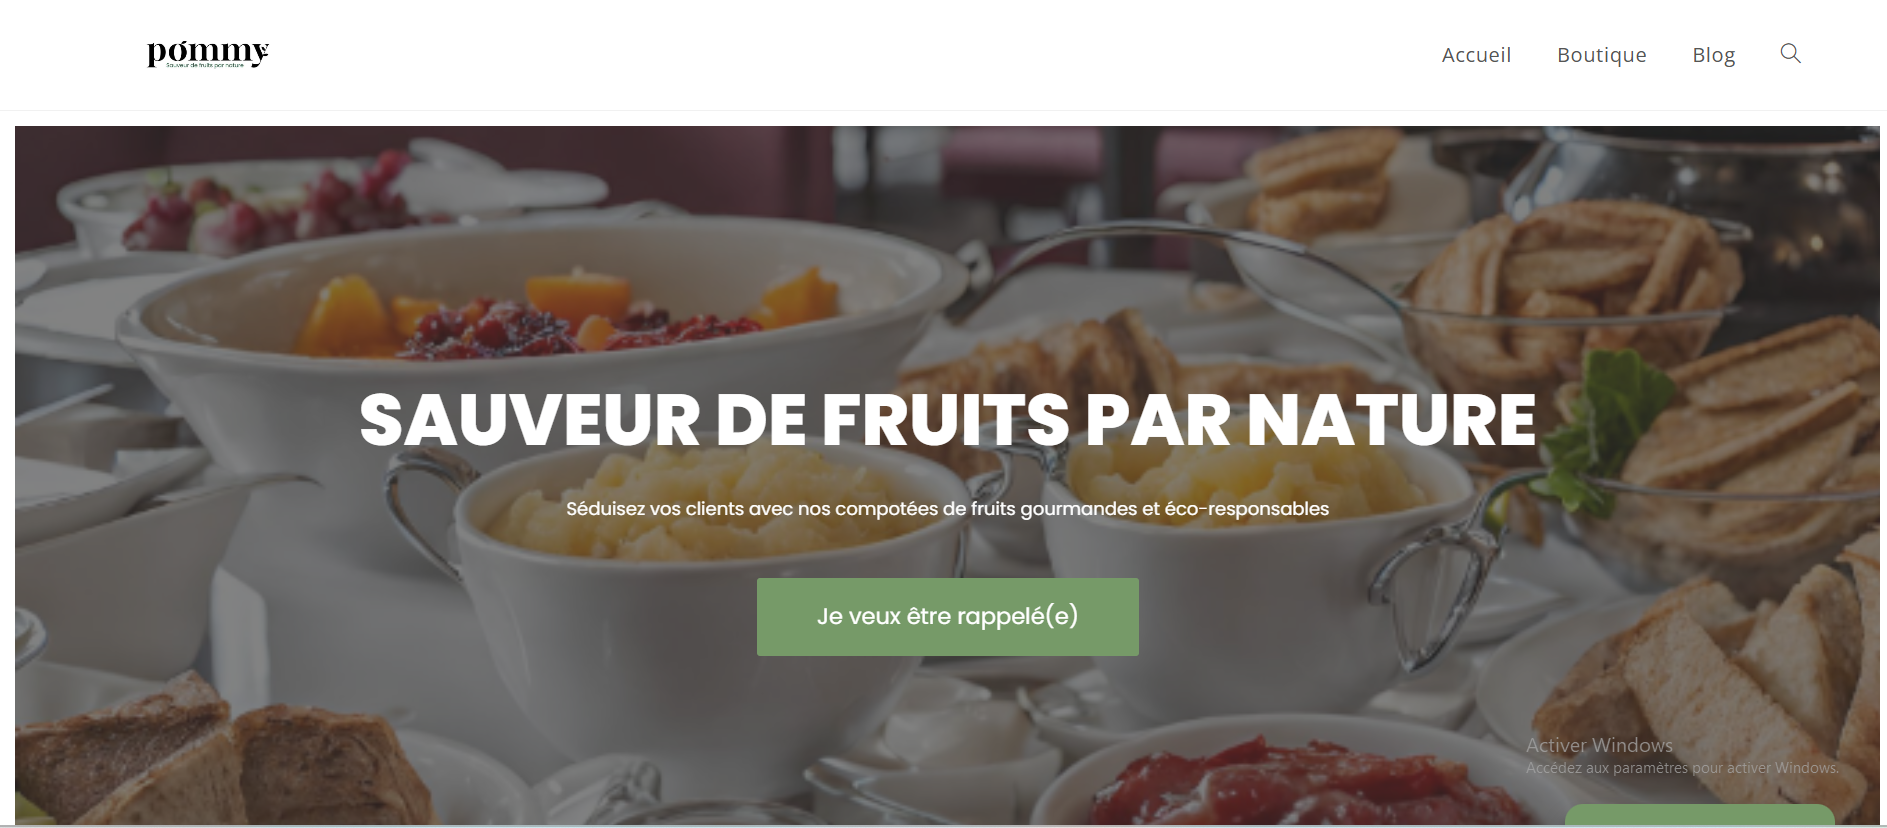 pommy
Sauveur de fruits par nature
Accueil
Boutique
Blog
SAUVEUR DE FRUITS PAR NATURE
Séduisez vos clients avec nos compotées de fruits gourmandes et éco-responsables
Je veux être rappelé(e)
Activer Windows
Accédez aux paramètres pour activer Windows.